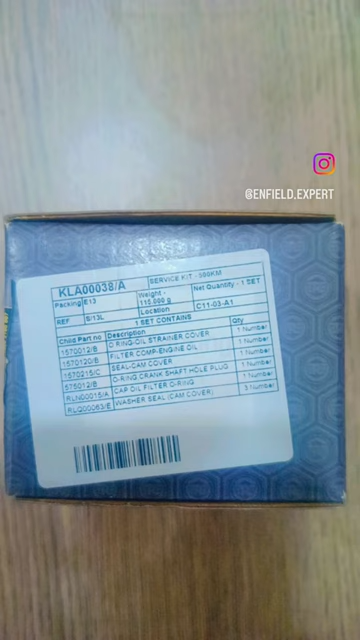 @ENFIELD.EXPERT
KLA00038/A SERVICE KIT - 500KM
Packing E13 Weight - 110.000 g Net Quantity - 1 SET
REF S/13L Location C11-03-A1
1 SET CONTAINS
Child Part no Description Qty
1570012/B O RING-OIL STRAINER COVER 1 Number
1570120/B FILTER COMP-ENGINE OIL 1 Number
1570215/C SEAL-CAM COVER 1 Number
575012/B O-RING CRANK SHAFT HOLE PLUG 1 Number
RLN00015/A CAP OIL FILTER O-RING 1 Number
RLQ00063/E WASHER SEAL (CAM COVER) 3 Number